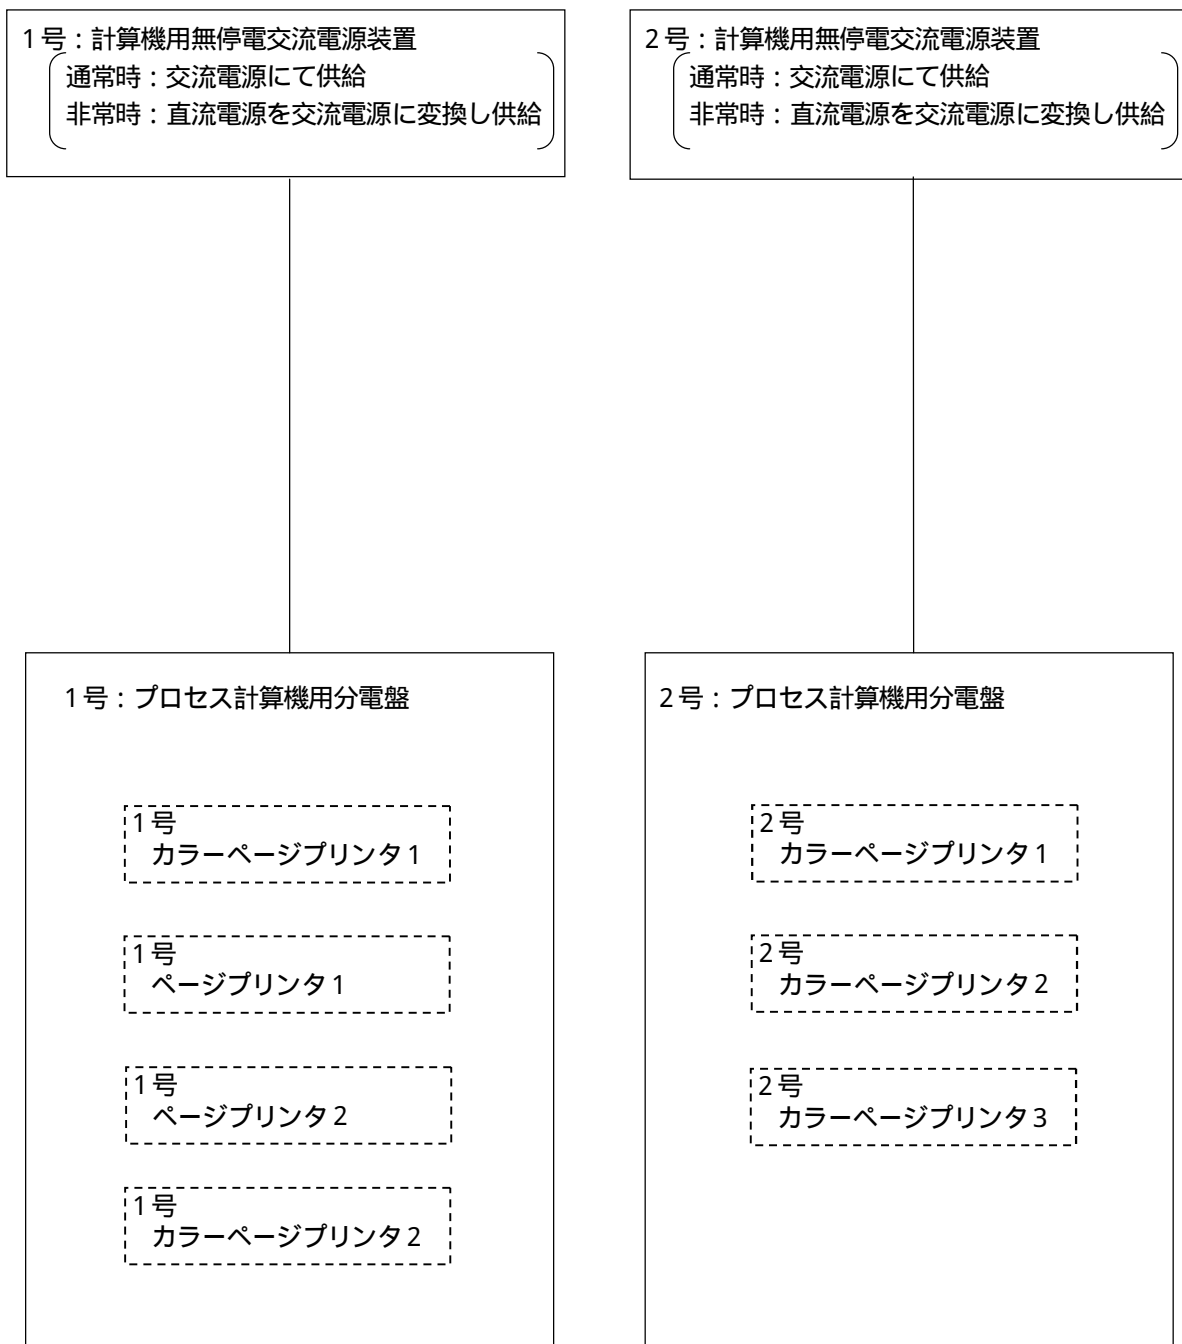 1号：計算機用無停電交流電源装置
通常時：交流電源にて供給
非常時：直流電源を交流電源に変換し供給
2号：計算機用無停電交流電源装置
通常時：交流電源にて供給
非常時：直流電源を交流電源に変換し供給
1号：プロセス計算機用分電盤
1号
カラーページプリンタ1
1号
ページプリンタ1
1号
ページプリンタ2
1号
カラーページプリンタ2
2号：プロセス計算機用分電盤
2号
カラーページプリンタ1
2号
カラーページプリンタ2
2号
カラーページプリンタ3